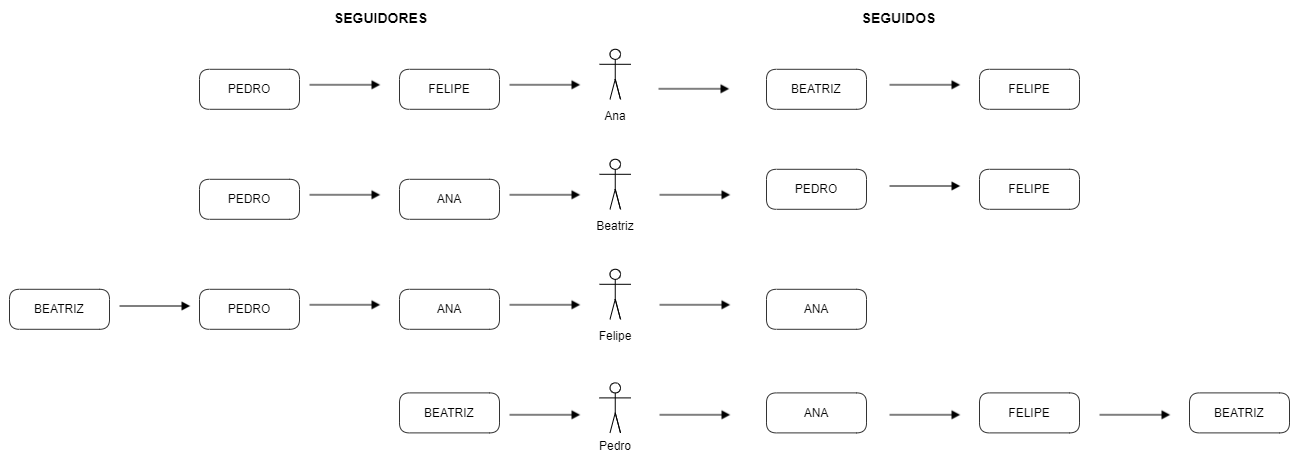 SEGUIDORES SEGUIDOS
PEDRO FELIPE Ana BEATRIZ FELIPE
PEDRO ANA Beatriz PEDRO FELIPE
BEATRIZ PEDRO ANA Felipe ANA
BEATRIZ Pedro ANA FELIPE BEATRIZ